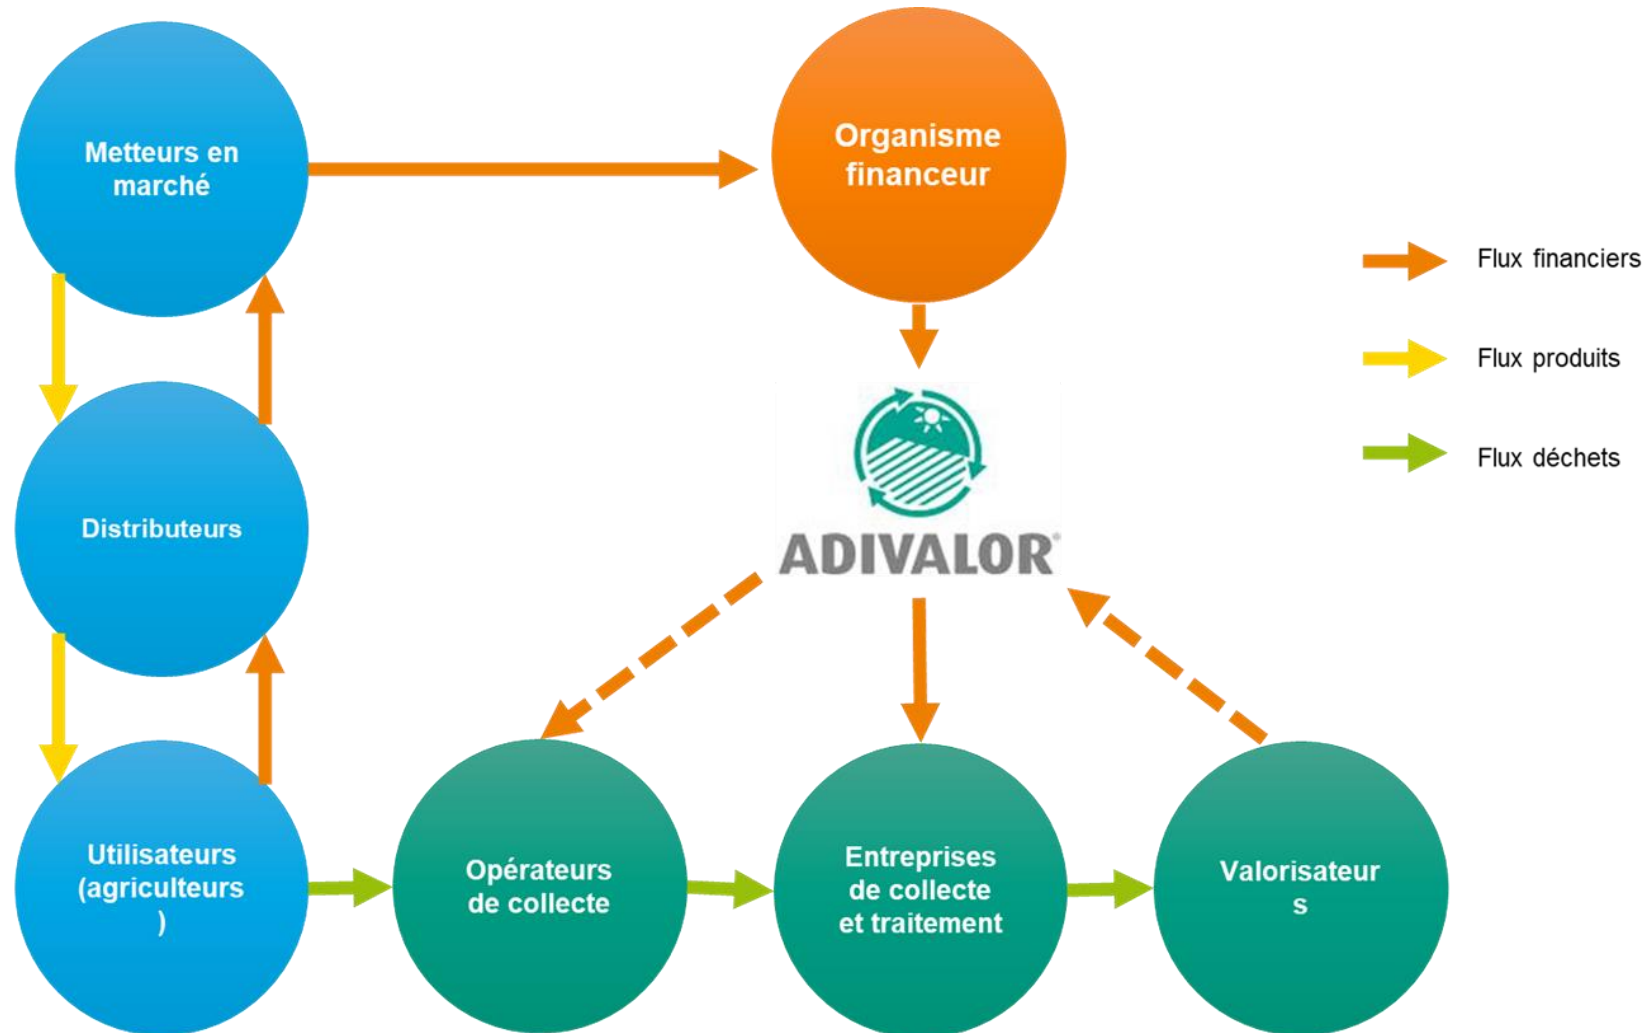 Metteurs en
marché
Organisme
financeur
Flux financiers
Flux produits
Flux déchets
Distributeurs
ADIVALOR®
Utilisateurs
(agriculteurs
)
Opérateurs
de collecte
Entreprises
de collecte
et traitement
Valorisateur
s